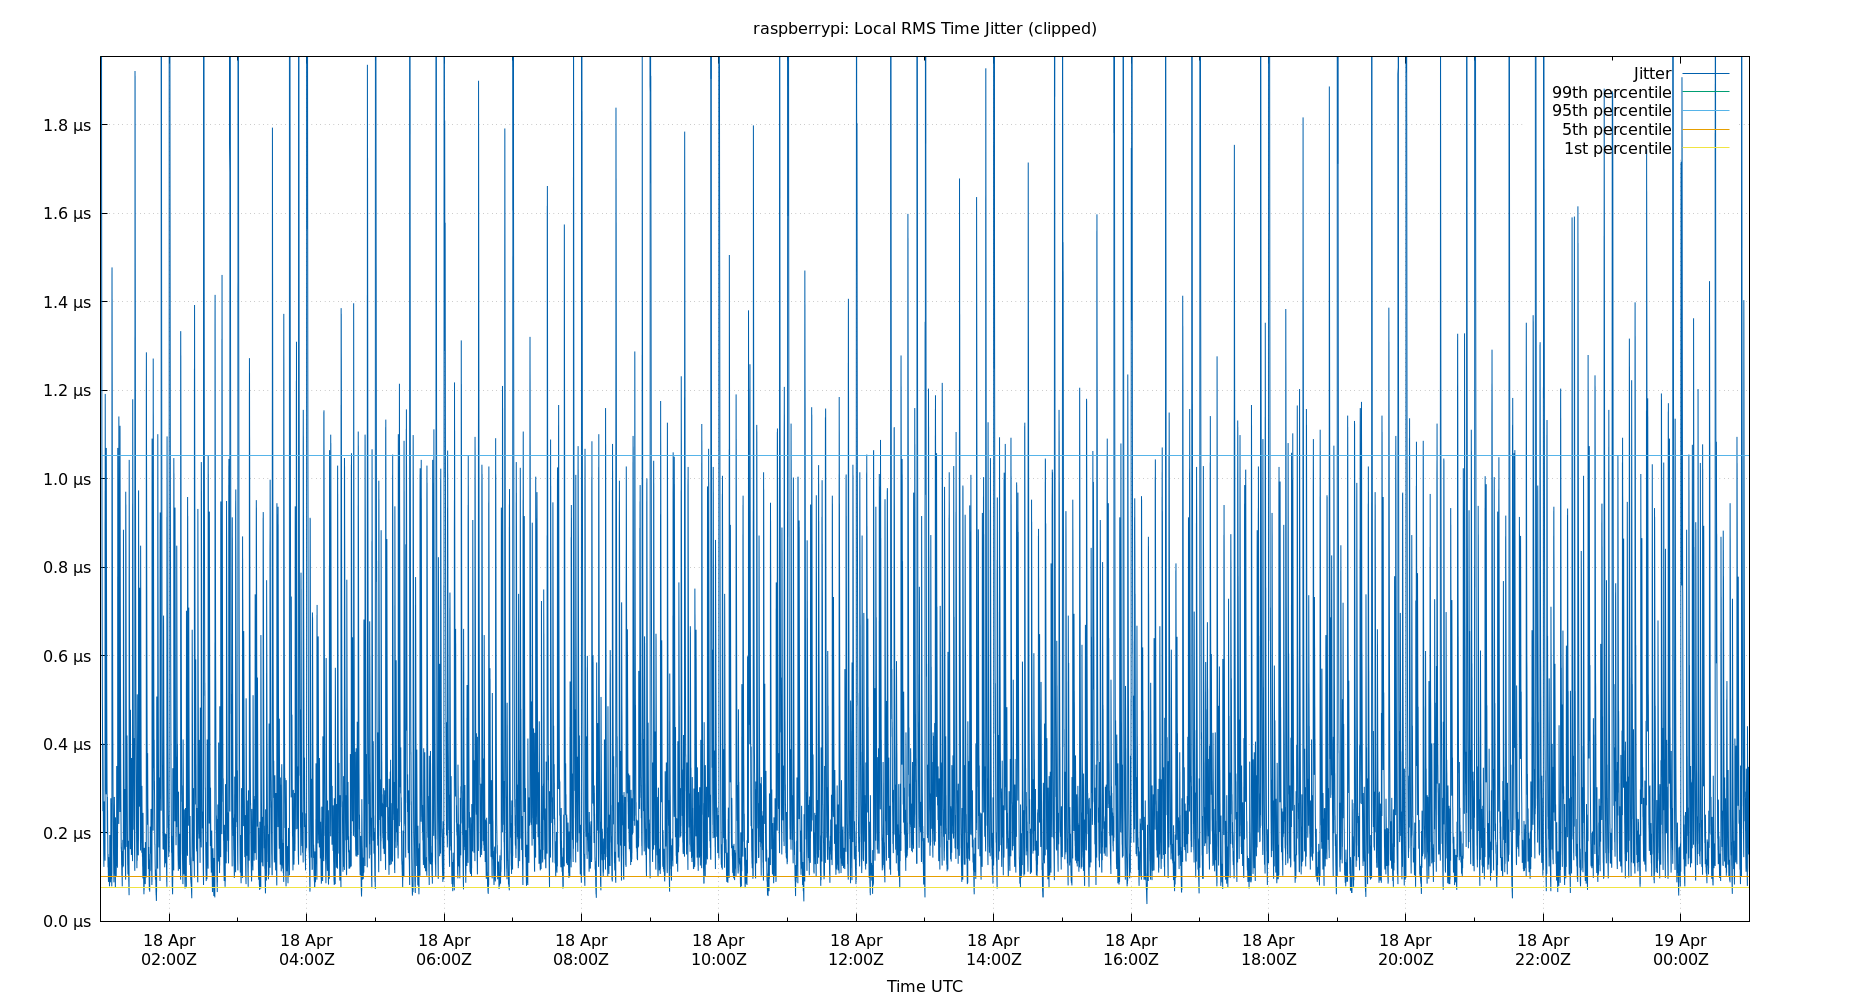 raspberrypi: Local RMS Time Jitter (clipped)
Jitter
99th percentile
95th percentile
5th percentile
1st percentile
1.8 µs
1.6 µs
1.4 µs
1.2 µs
1.0 µs
0.8 µs
0.6 µs
0.4 µs
0.2 µs
0.0 µs
18 Apr 18 Apr 18 Apr 18 Apr 18 Apr 18 Apr 18 Apr 18 Apr 18 Apr 18 Apr 18 Apr 19 Apr
02:00Z 04:00Z 06:00Z 08:00Z 10:00Z 12:00Z 14:00Z 16:00Z 18:00Z 20:00Z 22:00Z 00:00Z
Time UTC